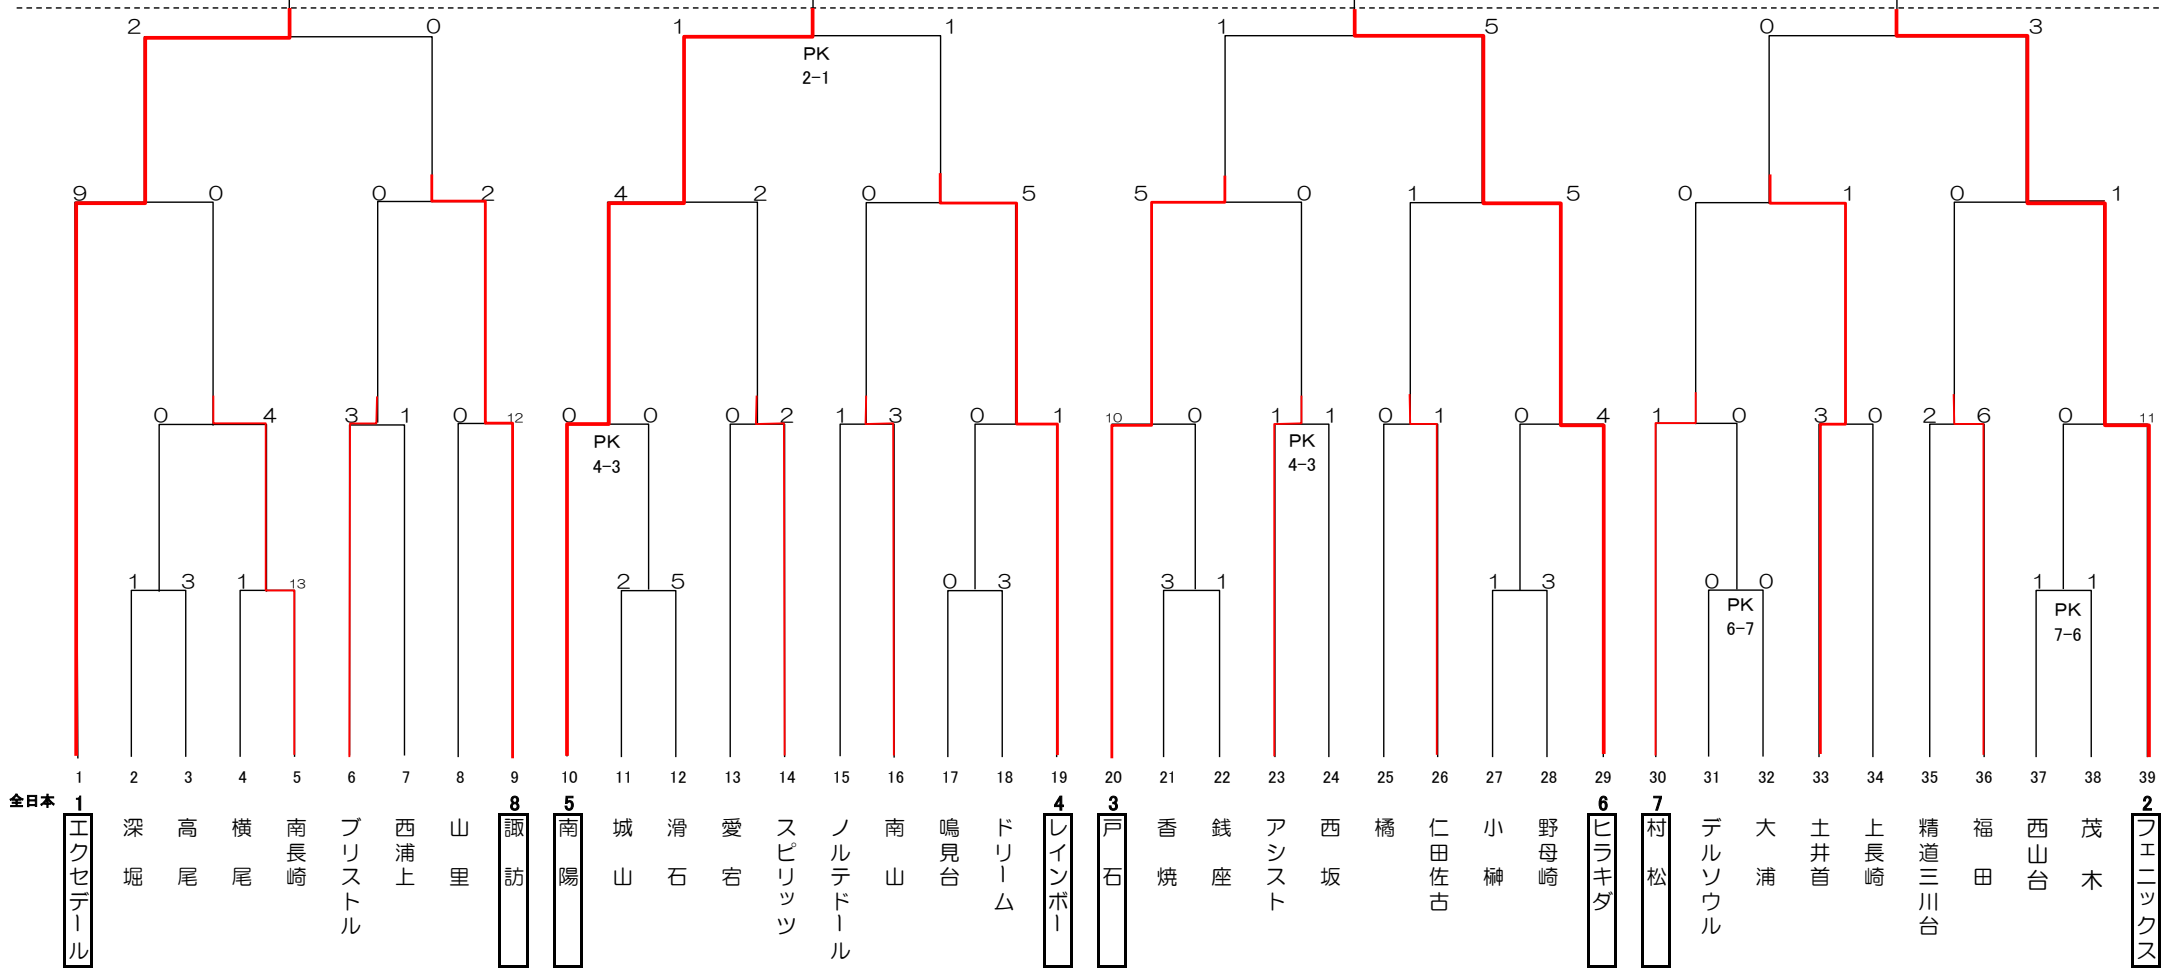 2 0 1 1 1 5 0 3
PK
2-1
9 0 0 2 4 2 0 5 5 0 1 5 0 1 0 1
0 4 3 1 0 12 0 0 0 2 1 3 0 1 10 0 1 1 0 1 0 4 1 0 3 0 2 6 0 11
PK PK
4-3 4-3
1 3 1 13 2 5 0 3 3 1 1 3 0 0 1 1
PK PK
6-7 7-6
1 2 3 4 5 6 7 8 9 10 11 12 13 14 15 16 17 18 19 20 21 22 23 24 25 26 27 28 29 30 31 32 33 34 35 36 37 38 39
全日本 1 8 5 4 3 6 7 2
エクセデール
深堀
高尾
横尾
南長崎
ブリストル
西浦上
山里
諏訪
南陽
城山
滑石
愛宕
スピリッツ
ノルテドール
南山
鳴見台
ドリーム
レインボー
戸石
香焼
銭座
アシスト
西坂
橘
仁田佐古
小榊
野母崎
ヒラキダ
村松
デルソウル
大浦
土井首
上長崎
精道三川台
福田
西山台
茂木
フェニックス